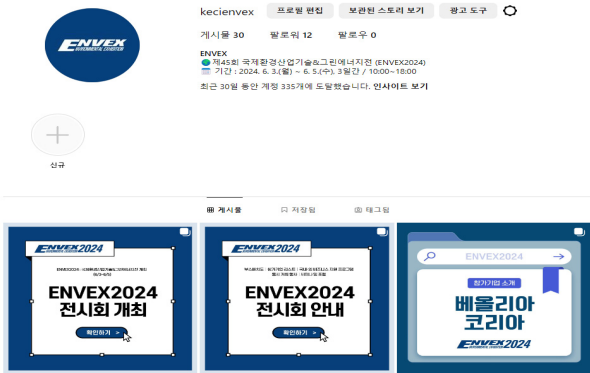 kecienvex 프로필 편집 보관된 스토리 보기 광고 도구
게시물 30 팔로워 12 팔로우 0
ENVEX
제45회 국제환경산업기술&그린에너지전 (ENVEX2024)
기간 : 2024. 6. 3.(월) ~ 6. 5.(수), 3일간 / 10:00~18:00
최근 30일 동안 계정 335개에 도달했습니다. 인사이트 보기
ENVEX
ENVIRONMENTAL EXHIBITION
신규
게시물 저장됨 태그됨
ENVEX2024
ENVEX2024
전시회 개최
확인하기 >
ENVEX2024
ENVEX2024
전시회 안내
확인하기 >
ENVEX2024
참가기업 소개
베올리아
코리아
ENVEX2024